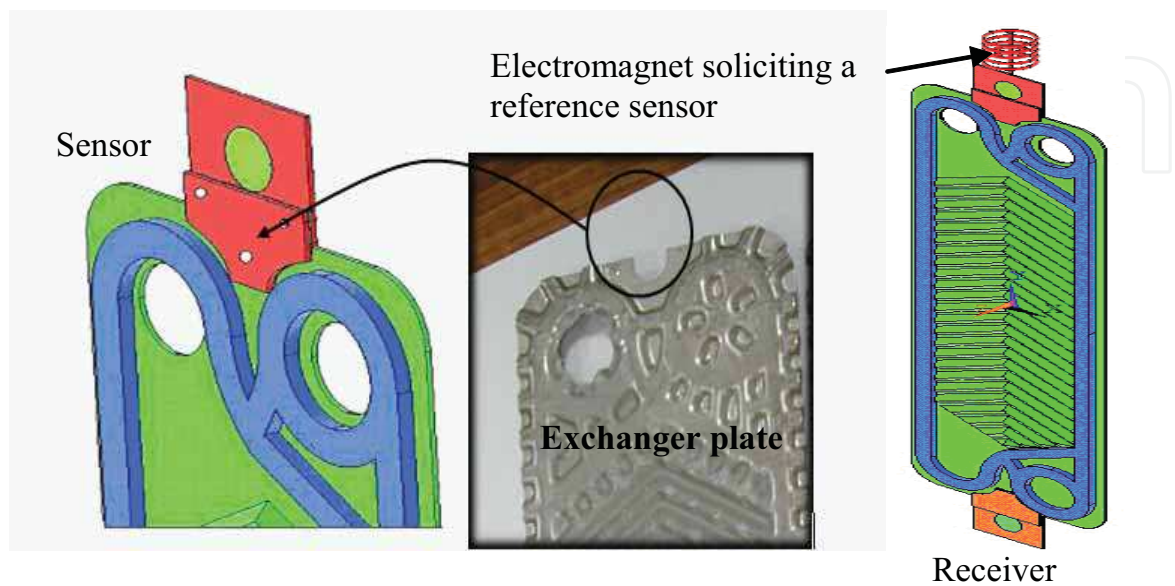 Electromagnet soliciting a
reference sensor
Sensor
Exchanger plate
Receiver